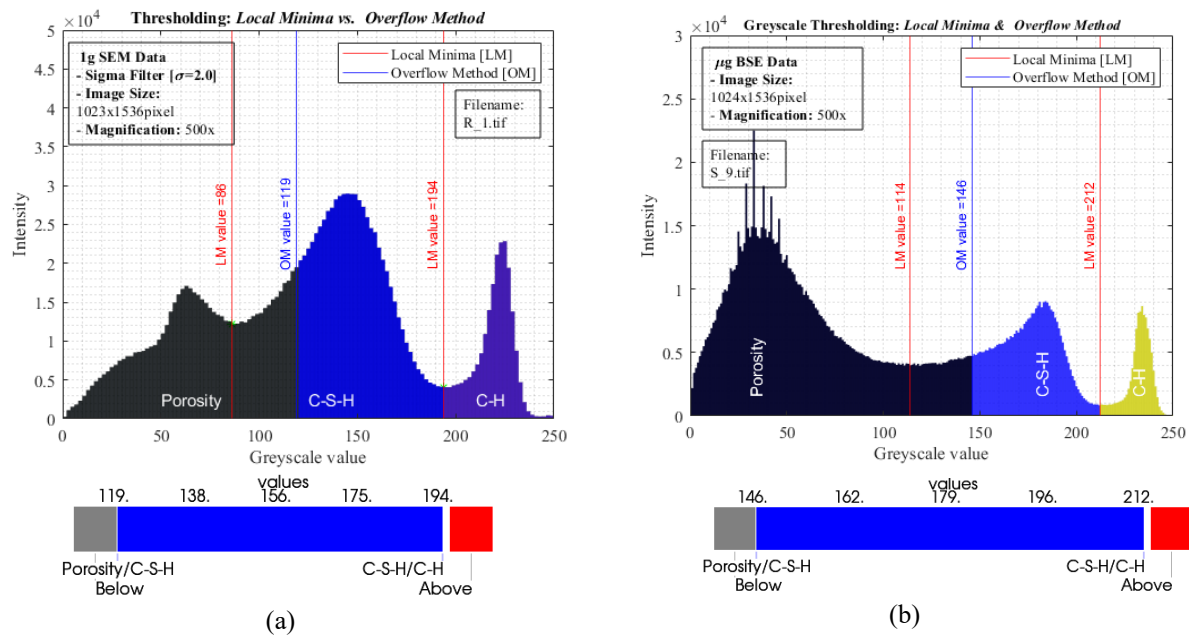 Thresholding: Local Minima vs. Overflow Method
×10⁴
5
4.5
4
3.5
3
2.5
2
1.5
1
0.5
0
Intensity
1g SEM Data
- Sigma Filter [σ=2.0]
- Image Size:
1023x1536pixel
- Magnification: 500x
Local Minima [LM]
Overflow Method [OM]
Filename:
R_1.tif
LM value =86
OM value =119
LM value =194
Porosity
C-S-H
C-H
0 50 100 150 200 250
Greyscale value
values
119. 138. 156. 175. 194.
Porosity/C-S-H
Below
C-S-H/C-H
Above
(a)
Greyscale Thresholding: Local Minima & Overflow Method
×10⁴
3
2.5
2
1.5
1
0.5
0
Intensity
μg BSE Data
- Image Size:
1024x1536pixel
- Magnification: 500x
Local Minima [LM]
Overflow Method [OM]
Filename:
S_9.tif
LM value =114
OM value =146
LM value =212
Porosity
C-S-H
C-H
0 50 100 150 200 250
Greyscale value
values
146. 162. 179. 196. 212.
Porosity/C-S-H
Below
C-S-H/C-H
Above
(b)